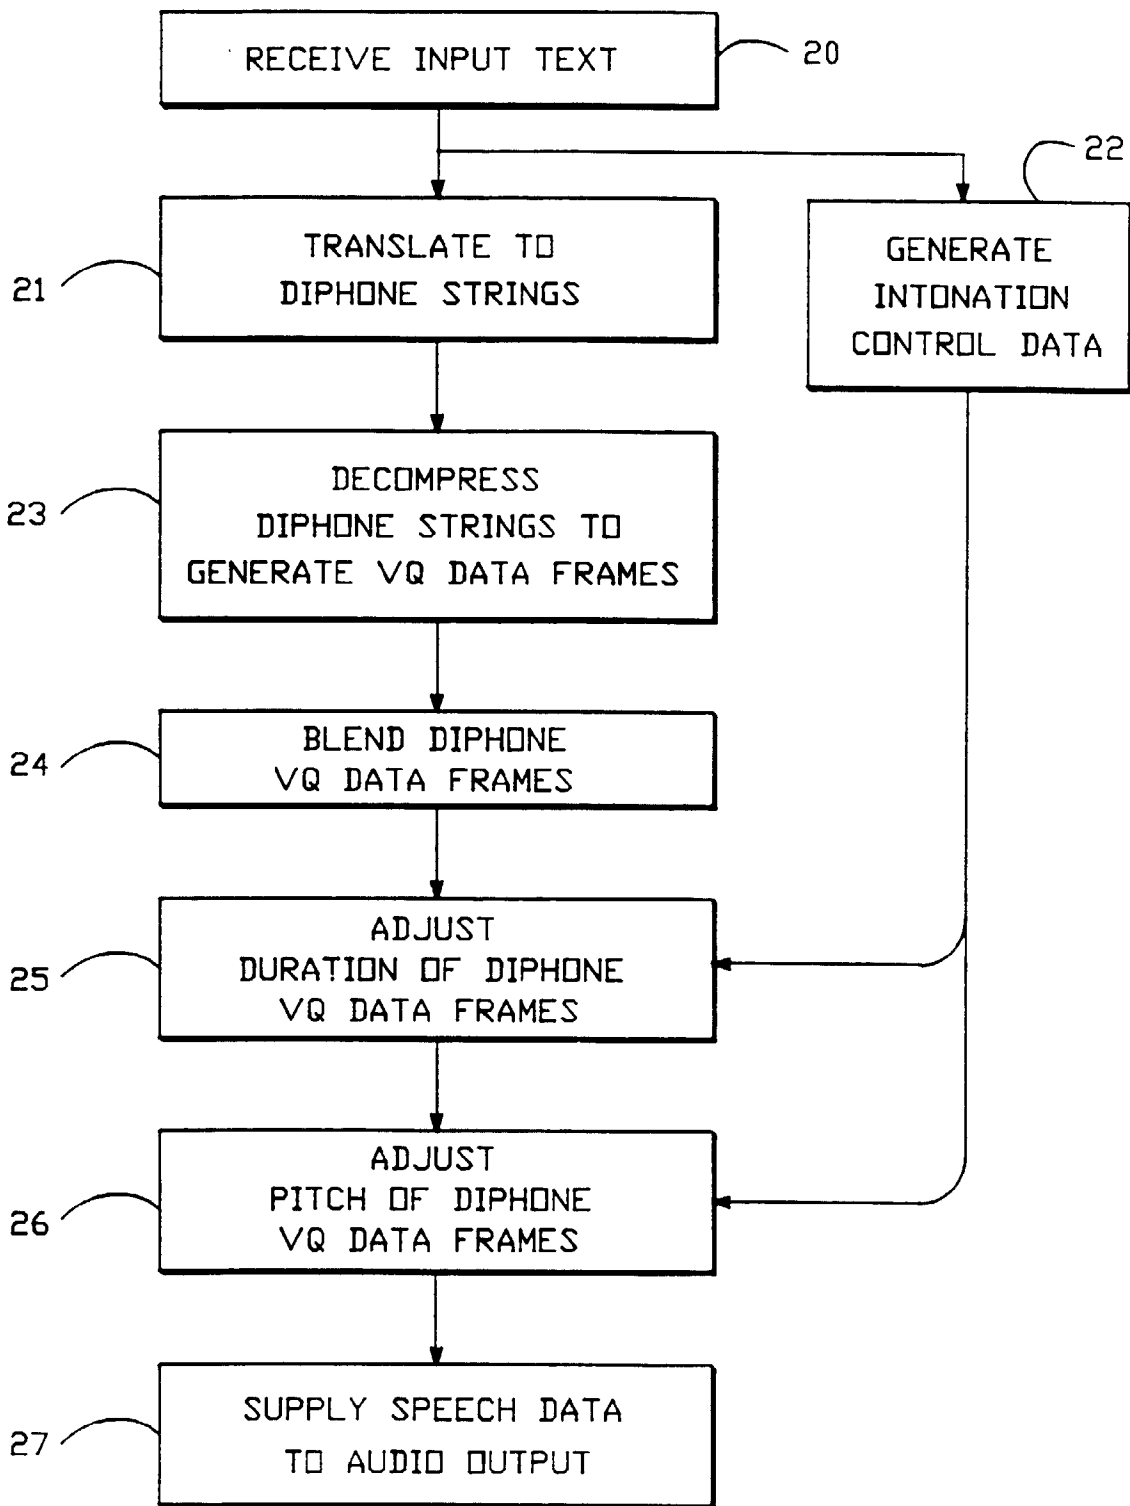 RECEIVE INPUT TEXT
20
22
TRANSLATE TO
DIPHONE STRINGS
21
GENERATE
INTONATION
CONTROL DATA
DECOMPRESS
DIPHONE STRINGS TO
GENERATE VQ DATA FRAMES
23
BLEND DIPHONE
VQ DATA FRAMES
24
ADJUST
DURATION OF DIPHONE
VQ DATA FRAMES
25
ADJUST
PITCH OF DIPHONE
VQ DATA FRAMES
26
SUPPLY SPEECH DATA
TO AUDIO OUTPUT
27